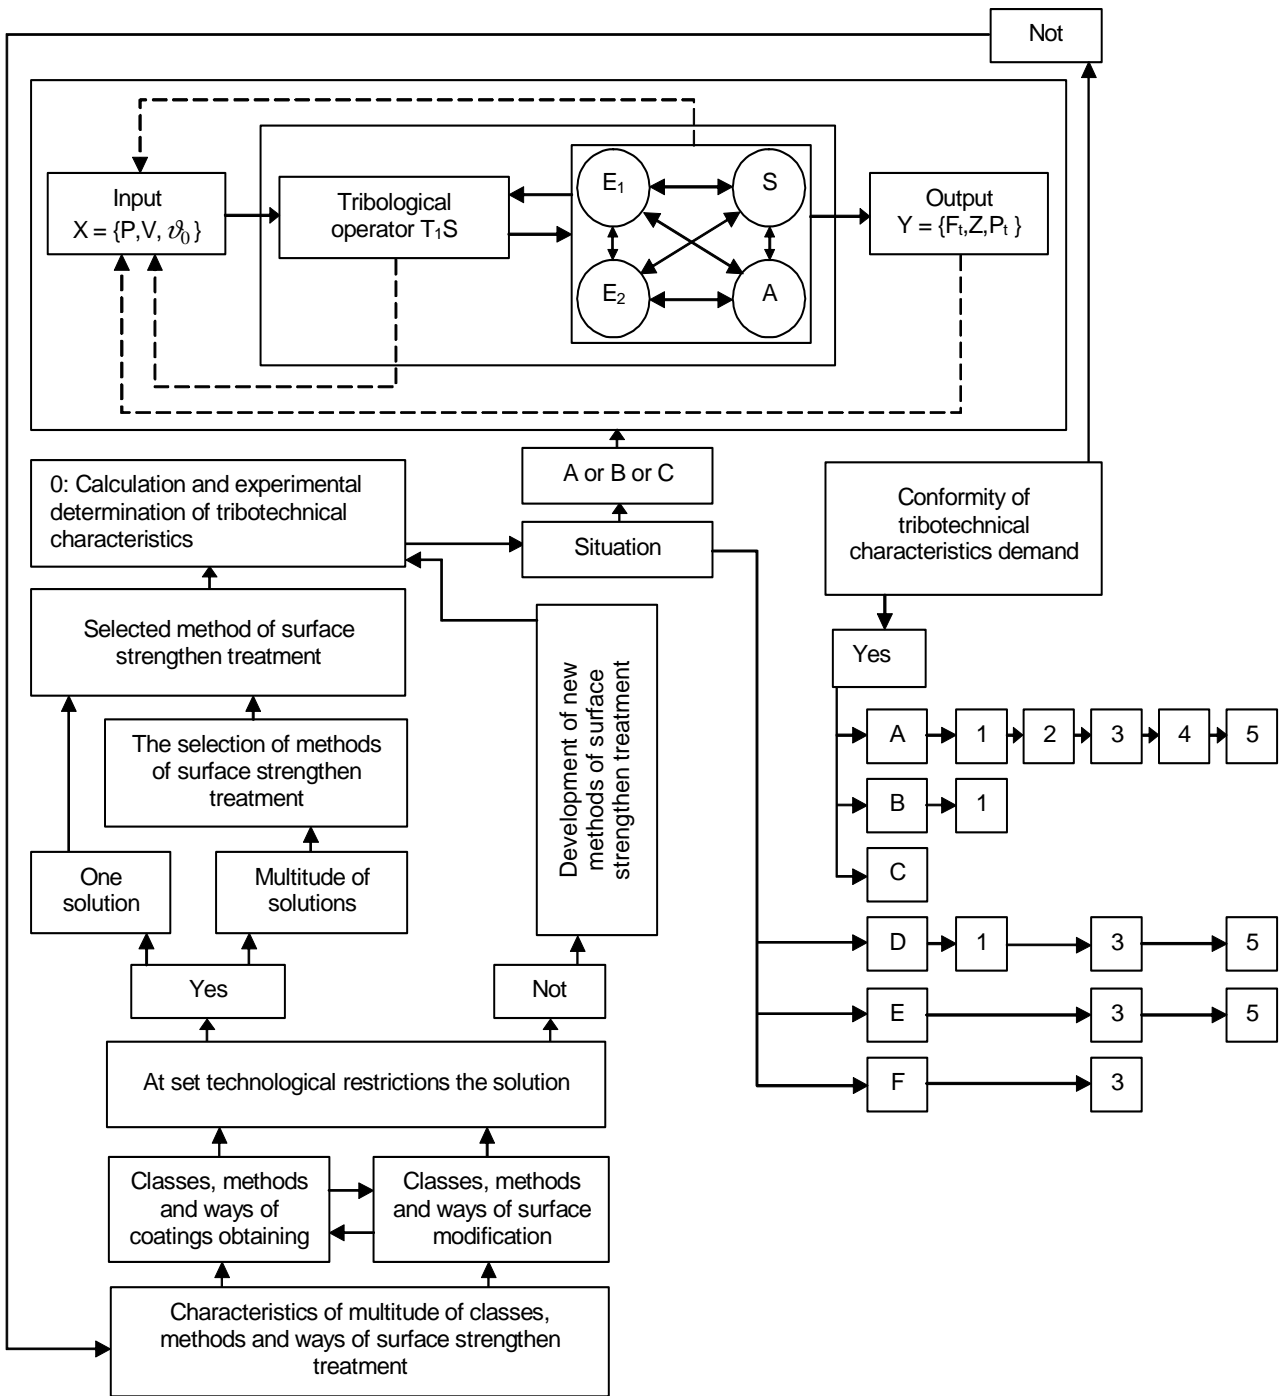 Not
Input
X = {P,V, 𝜗₀}
Tribological
operator T₁S
E₁
S
E₂
A
Output
Y = {Fₜ,Z,Pₜ }
A or B or C
0: Calculation and experimental
determination of tribotechnical
characteristics
Situation
Conformity of
tribotechnical
characteristics demand
Selected method of surface
strengthen treatment
Development of new
methods of surface
strengthen treatment
Yes
The selection of methods
of surface strengthen
treatment
A
1
2
3
4
5
B
1
One
solution
Multitude of
solutions
C
D
1
3
5
Yes
Not
E
3
5
At set technological restrictions the solution
F
3
Classes, methods
and ways of
coatings obtaining
Classes, methods
and ways of surface
modification
Characteristics of multitude of classes,
methods and ways of surface strengthen
treatment